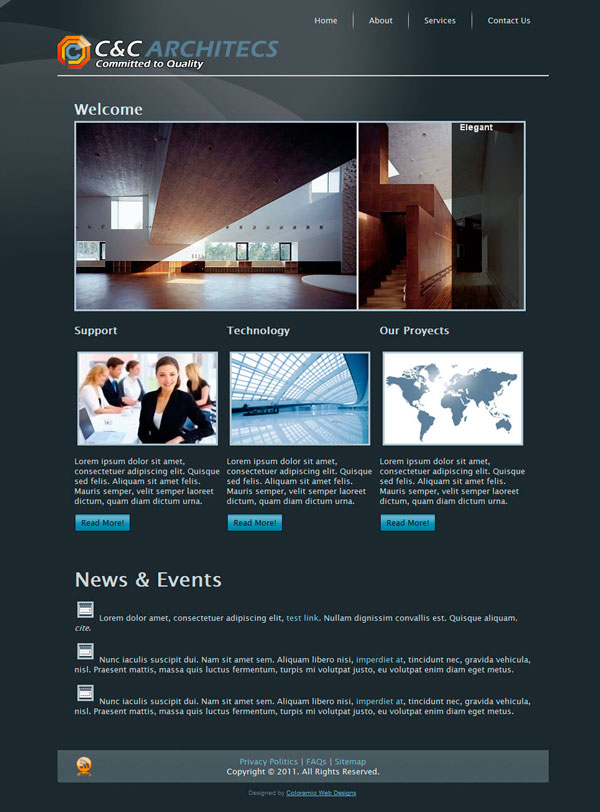 Home About Services Contact Us
C&C ARCHITECS
Committed to Quality
Welcome
Elegant
Support Technology Our Proyects
Lorem ipsum dolor sit amet,
consectetuer adipiscing elit. Quisque
sed felis. Aliquam sit amet felis.
Mauris semper, velit semper laoreet
dictum, quam diam dictum urna.
Read More!
Lorem ipsum dolor sit amet,
consectetuer adipiscing elit. Quisque
sed felis. Aliquam sit amet felis.
Mauris semper, velit semper laoreet
dictum, quam diam dictum urna.
Read More!
Lorem ipsum dolor sit amet,
consectetuer adipiscing elit. Quisque
sed felis. Aliquam sit amet felis.
Mauris semper, velit semper laoreet
dictum, quam diam dictum urna.
Read More!
News & Events
Lorem dolor amet, consectetuer adipiscing elit, test link. Nullam dignissim convallis est. Quisque aliquam.
cite.
Nunc iaculis suscipit dui. Nam sit amet sem. Aliquam libero nisi, imperdiet at, tincidunt nec, gravida vehicula,
nisl. Praesent mattis, massa quis luctus fermentum, turpis mi volutpat justo, eu volutpat enim diam eget metus.
Nunc iaculis suscipit dui. Nam sit amet sem. Aliquam libero nisi, imperdiet at, tincidunt nec, gravida vehicula,
nisl. Praesent mattis, massa quis luctus fermentum, turpis mi volutpat justo, eu volutpat enim diam eget metus.
Privacy Politics | FAQs | Sitemap
Copyright © 2011. All Rights Reserved.
Designed by Coloramio Web Designs